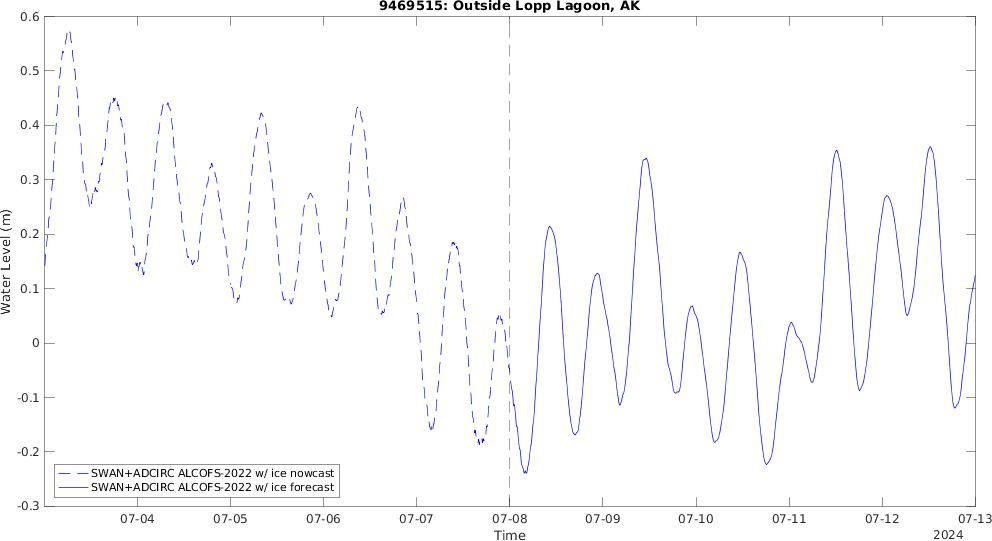 9469515: Outside Lopp Lagoon, AK
0.6
0.5
0.4
0.3
0.2
0.1
0
-0.1
-0.2
-0.3
Water Level (m)
SWAN+ADCIRC ALCOFS-2022 w/ ice nowcast
SWAN+ADCIRC ALCOFS-2022 w/ ice forecast
07-04 07-05 07-06 07-07 07-08 07-09 07-10 07-11 07-12 07-13
Time
2024